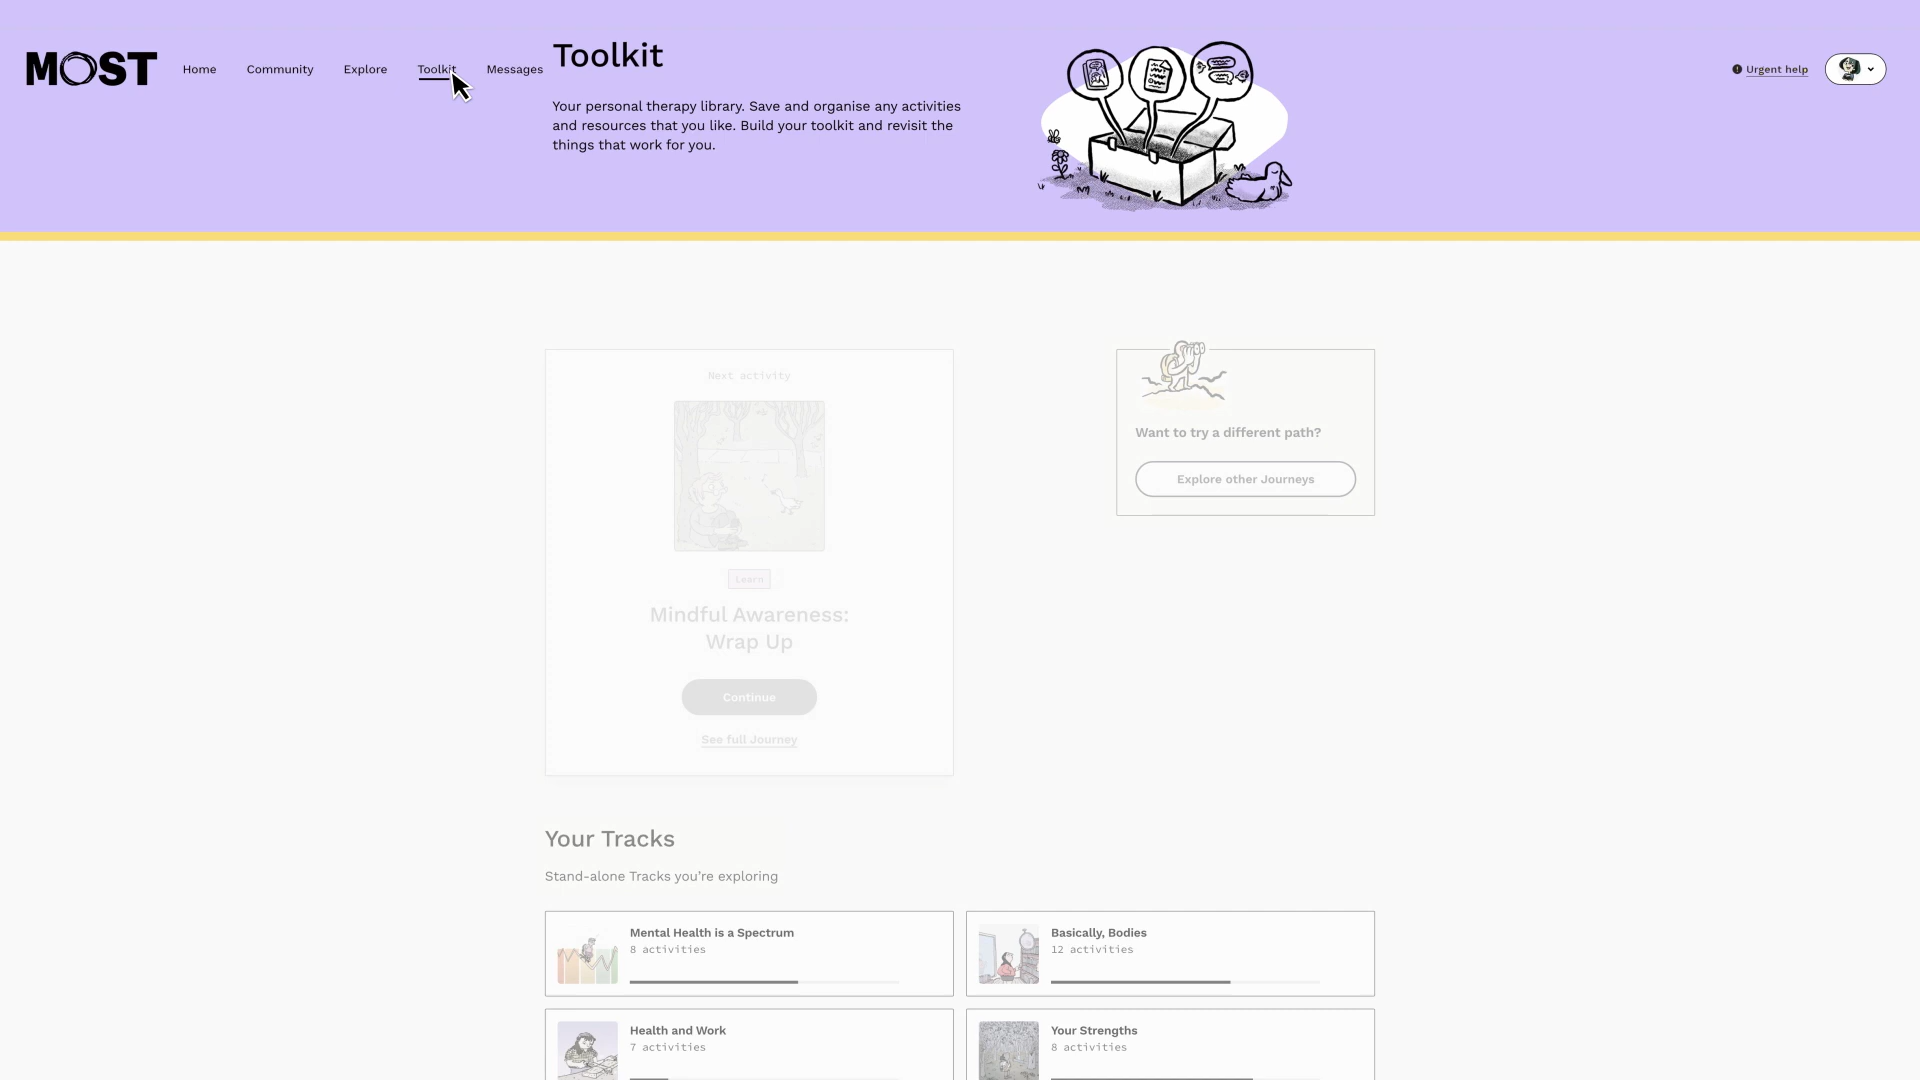 MOST
Home
Community
Explore
Toolkit
Messages
Toolkit
Urgent help
Your personal therapy library. Save and organise any activities
and resources that you like. Build your toolkit and revisit the
things that work for you.
Next activity
Learn
Mindful Awareness:
Wrap Up
Continue
See full Journey
Want to try a different path?
Explore other Journeys
Your Tracks
Stand-alone Tracks you’re exploring
Mental Health is a Spectrum
8 activities
Basically, Bodies
12 activities
Health and Work
7 activities
Your Strengths
8 activities